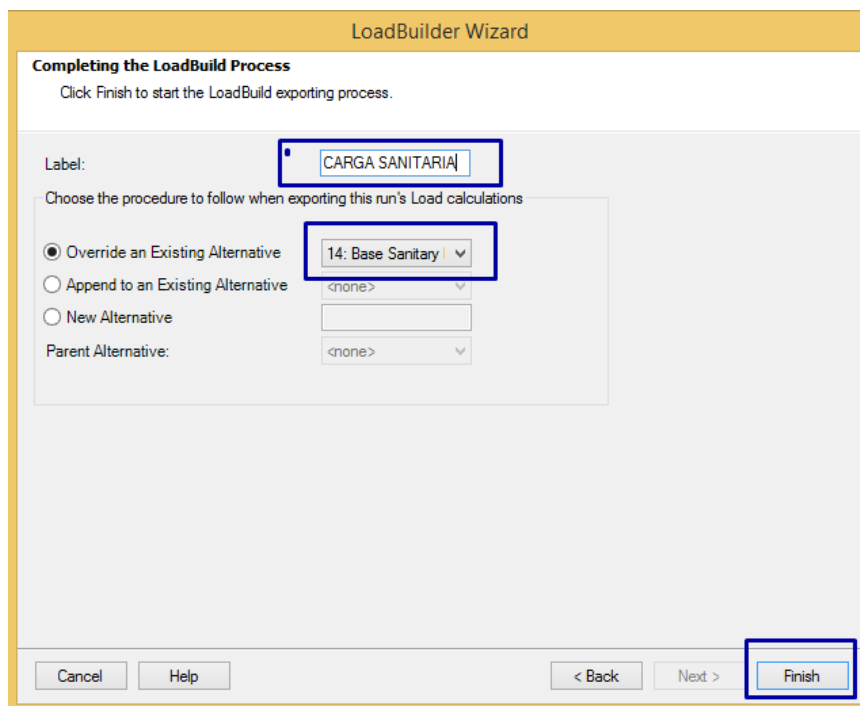 LoadBuilder Wizard
Completing the LoadBuild Process
Click Finish to start the LoadBuild exporting process.
Label: CARGA SANITARIA
Choose the procedure to follow when exporting this run's Load calculations
Override an Existing Alternative 14: Base Sanitary
Append to an Existing Alternative <none>
New Alternative
Parent Alternative: <none>
Cancel Help < Back Next > Finish